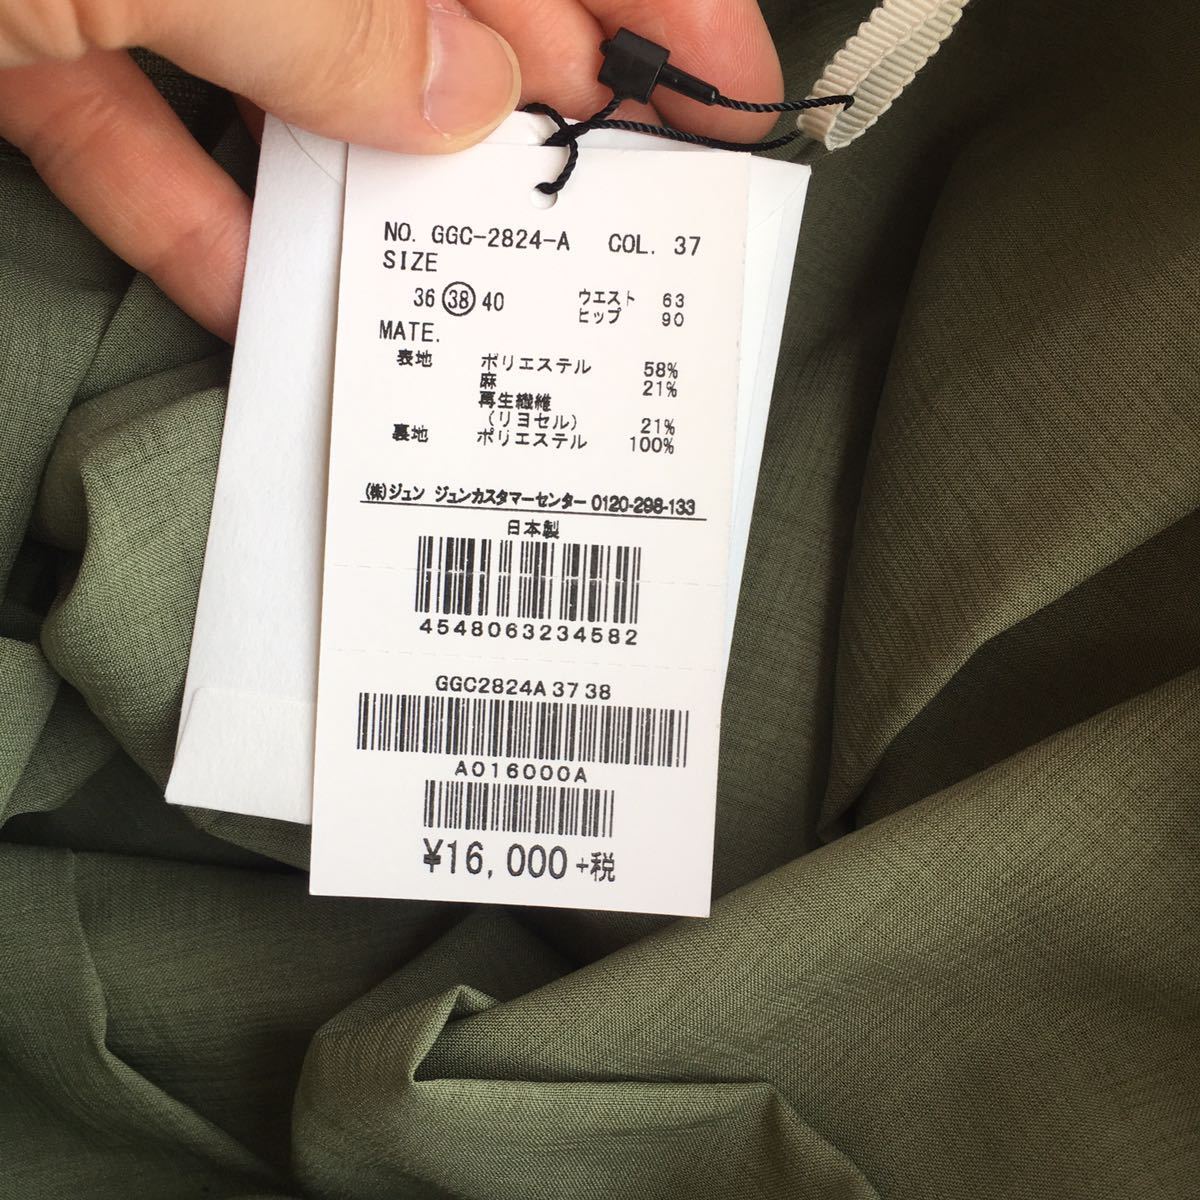 NO. GGC-2824-A COL. 37
SIZE
36 38 40 ウエスト 63
ヒップ 90
MATE.
表地 ポリエステル 58%
麻 21%
再生繊維
(リヨセル) 21%
裏地 ポリエステル 100%
(株)ジュン ジュンカスタマーセンター 0120-298-133
日本製
4548063234582
GGC2824A 37 38
A016000A
¥16,000+税